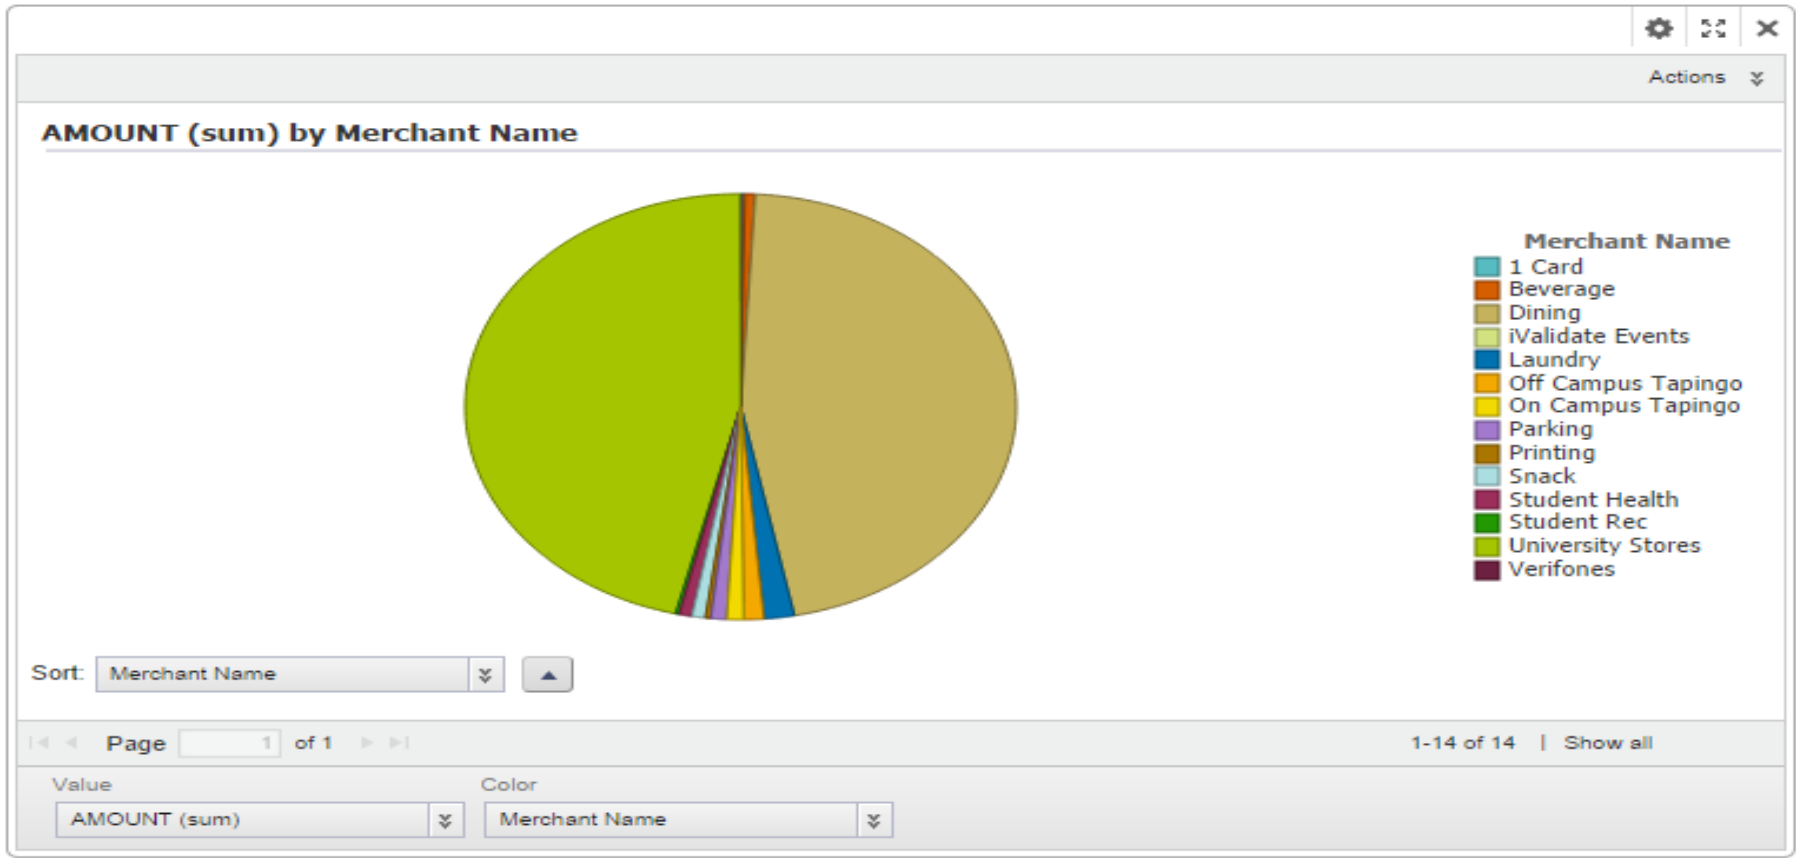 Actions
AMOUNT (sum) by Merchant Name
Merchant Name
1 Card
Beverage
Dining
iValidate Events
Laundry
Off Campus Tapingo
On Campus Tapingo
Parking
Printing
Snack
Student Health
Student Rec
University Stores
Verifones
Sort: Merchant Name
Page 1 of 1 1-14 of 14 | Show all
Value Color
AMOUNT (sum) Merchant Name